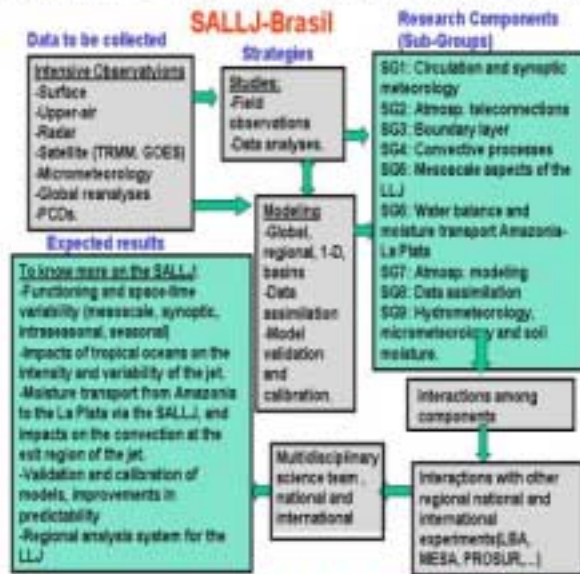 SALLJ-Brasil
Data to be collected
Intensive Observatyions
-Surface
-Upper-air
-Radar
-Satellite (TRMM, GOES)
-Micrometeorology
-Global reanalyses
-PCDs.
Strategies
Studies:
-Field
observations
-Data analyses.
Modeling
-Global,
regional, 1-D,
basins
-Data
assimilation
-Model
validation
and
calibration.
Research Components
(Sub-Groups)
SG1: Circulation and synoptic
meteorology
SG2: Atmosp. teleconnections
SG3: Boundary layer
SG4: Convective processes
SG5: Mesoscale aspects of the
LLJ
SG6: Water balance and
moisture transport Amazonia-
La Plata
SG7: Atmosp. modeling
SG8: Data assimilation
SG9: Hydrometeorology,
micrometeorology and soil
moisture.
Interactions among
components
Interactions with other
regional national and
international
experiments(LBA,
MESA, PROSUR,...)
Multidisciplinary
science team ,
national and
international
Expected results
To know more on the SALLJ:
-Functioning and space-time
variability (mesoscale, synoptic,
intraseasonal, seasonal)
-Impacts of tropical oceans on the
intensity and variability of the jet.
-Moisture transport from Amazonia
to the La Plata via the SALLJ, and
impacts on the convection at the
exit region of the jet.
-Validation and calibration of
models, improvements in
predictability
-Regional analysis system for the
LLJ